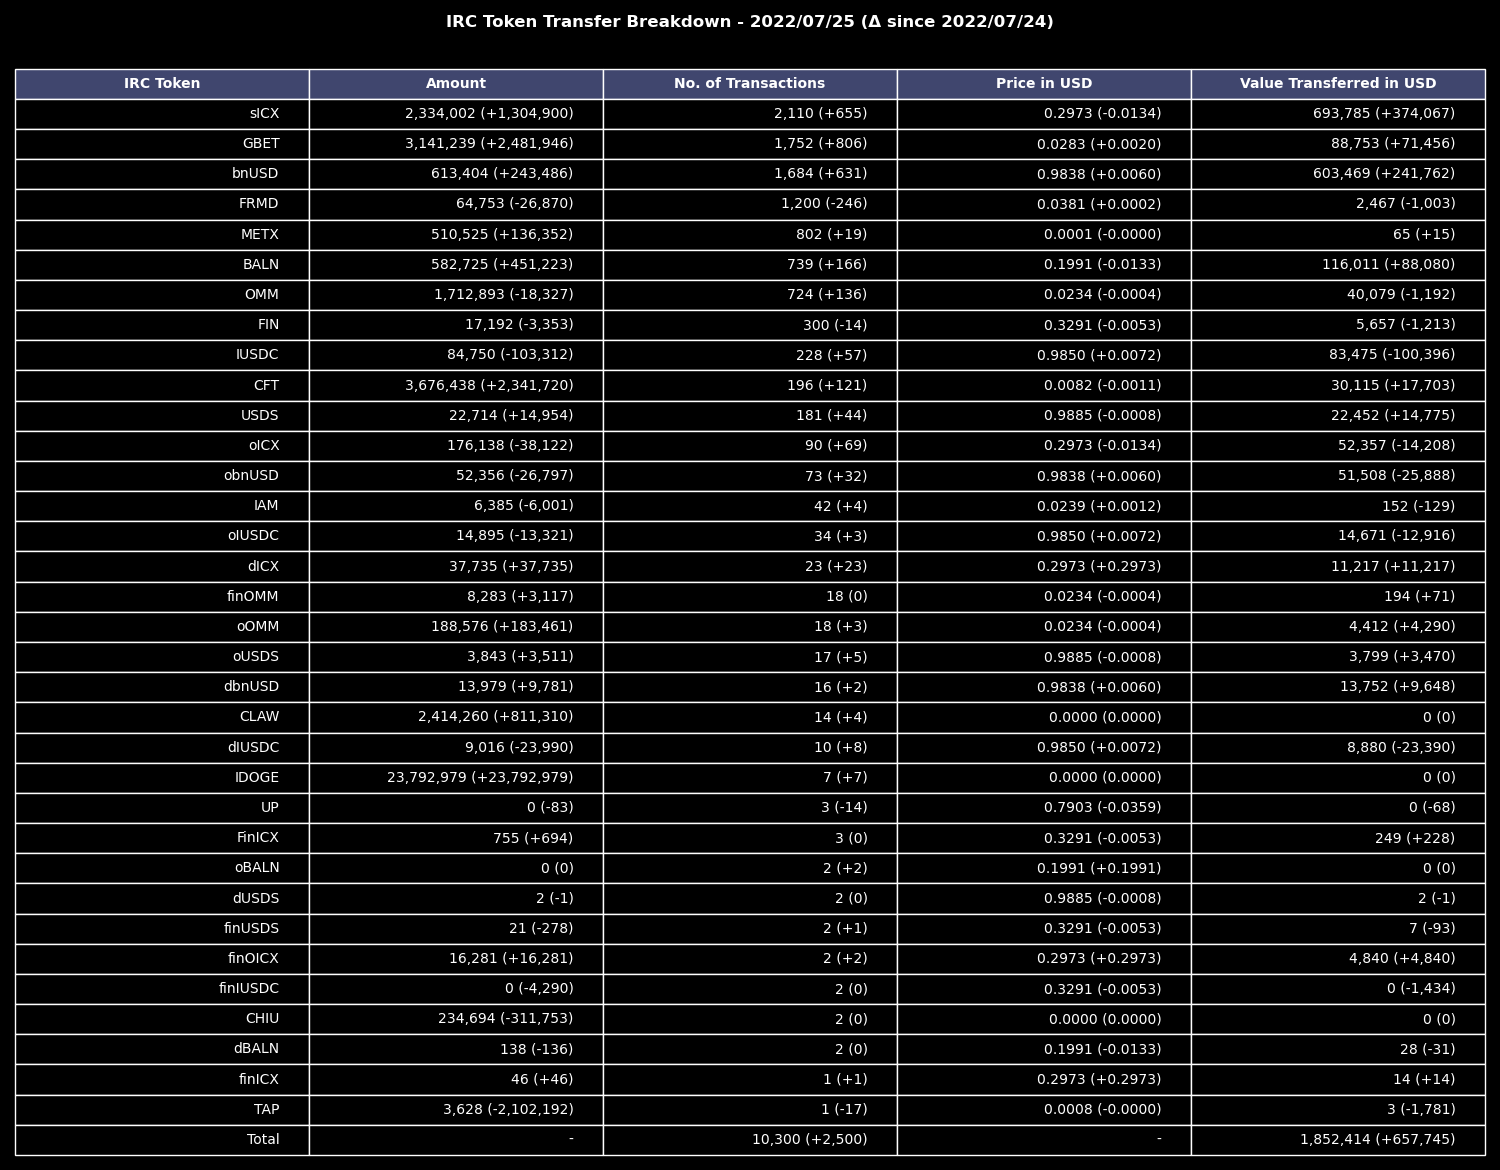 IRC Token Transfer Breakdown - 2022/07/25 (Δ since 2022/07/24)
IRC Token Amount No. of Transactions Price in USD Value Transferred in USD
sICX 2,334,002 (+1,304,900) 2,110 (+655) 0.2973 (-0.0134) 693,785 (+374,067)
GBET 3,141,239 (+2,481,946) 1,752 (+806) 0.0283 (+0.0020) 88,753 (+71,456)
bnUSD 613,404 (+243,486) 1,684 (+631) 0.9838 (+0.0060) 603,469 (+241,762)
FRMD 64,753 (-26,870) 1,200 (-246) 0.0381 (+0.0002) 2,467 (-1,003)
METX 510,525 (+136,352) 802 (+19) 0.0001 (-0.0000) 65 (+15)
BALN 582,725 (+451,223) 739 (+166) 0.1991 (-0.0133) 116,011 (+88,080)
OMM 1,712,893 (-18,327) 724 (+136) 0.0234 (-0.0004) 40,079 (-1,192)
FIN 17,192 (-3,353) 300 (-14) 0.3291 (-0.0053) 5,657 (-1,213)
IUSDC 84,750 (-103,312) 228 (+57) 0.9850 (+0.0072) 83,475 (-100,396)
CFT 3,676,438 (+2,341,720) 196 (+121) 0.0082 (-0.0011) 30,115 (+17,703)
USDS 22,714 (+14,954) 181 (+44) 0.9885 (-0.0008) 22,452 (+14,775)
oICX 176,138 (-38,122) 90 (+69) 0.2973 (-0.0134) 52,357 (-14,208)
obnUSD 52,356 (-26,797) 73 (+32) 0.9838 (+0.0060) 51,508 (-25,888)
IAM 6,385 (-6,001) 42 (+4) 0.0239 (+0.0012) 152 (-129)
oIUSDC 14,895 (-13,321) 34 (+3) 0.9850 (+0.0072) 14,671 (-12,916)
dICX 37,735 (+37,735) 23 (+23) 0.2973 (+0.2973) 11,217 (+11,217)
finOMM 8,283 (+3,117) 18 (0) 0.0234 (-0.0004) 194 (+71)
oOMM 188,576 (+183,461) 18 (+3) 0.0234 (-0.0004) 4,412 (+4,290)
oUSDS 3,843 (+3,511) 17 (+5) 0.9885 (-0.0008) 3,799 (+3,470)
dbnUSD 13,979 (+9,781) 16 (+2) 0.9838 (+0.0060) 13,752 (+9,648)
CLAW 2,414,260 (+811,310) 14 (+4) 0.0000 (0.0000) 0 (0)
dIUSDC 9,016 (-23,990) 10 (+8) 0.9850 (+0.0072) 8,880 (-23,390)
IDOGE 23,792,979 (+23,792,979) 7 (+7) 0.0000 (0.0000) 0 (0)
UP 0 (-83) 3 (-14) 0.7903 (-0.0359) 0 (-68)
FinICX 755 (+694) 3 (0) 0.3291 (-0.0053) 249 (+228)
oBALN 0 (0) 2 (+2) 0.1991 (+0.1991) 0 (0)
dUSDS 2 (-1) 2 (0) 0.9885 (-0.0008) 2 (-1)
finUSDS 21 (-278) 2 (+1) 0.3291 (-0.0053) 7 (-93)
finOICX 16,281 (+16,281) 2 (+2) 0.2973 (+0.2973) 4,840 (+4,840)
finIUSDC 0 (-4,290) 2 (0) 0.3291 (-0.0053) 0 (-1,434)
CHIU 234,694 (-311,753) 2 (0) 0.0000 (0.0000) 0 (0)
dBALN 138 (-136) 2 (0) 0.1991 (-0.0133) 28 (-31)
finICX 46 (+46) 1 (+1) 0.2973 (+0.2973) 14 (+14)
TAP 3,628 (-2,102,192) 1 (-17) 0.0008 (-0.0000) 3 (-1,781)
Total - 10,300 (+2,500) - 1,852,414 (+657,745)